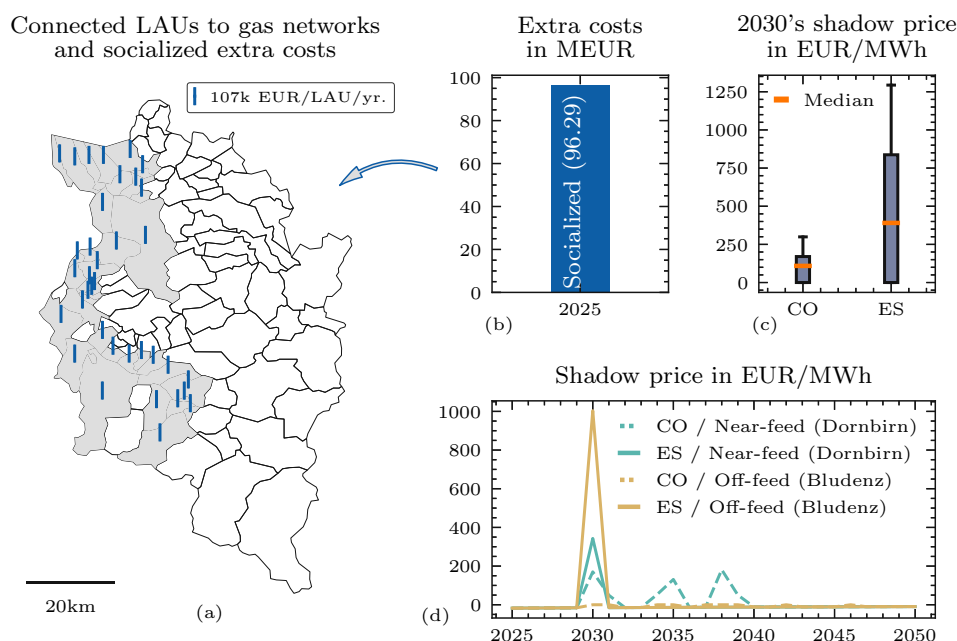 Connected LAUs to gas networks
and socialized extra costs
107k EUR/LAU/yr.
20km
(a)
Extra costs
in MEUR
100
80
60
40
20
0
Socialized (96.29)
2025
(b)
2030's shadow price
in EUR/MWh
1250
1000
750
500
250
0
Median
CO
ES
(c)
Shadow price in EUR/MWh
1000
800
600
400
200
0
CO / Near-feed (Dornbirn)
ES / Near-feed (Dornbirn)
CO / Off-feed (Bludenz)
ES / Off-feed (Bludenz)
(d)
2025
2030
2035
2040
2045
2050